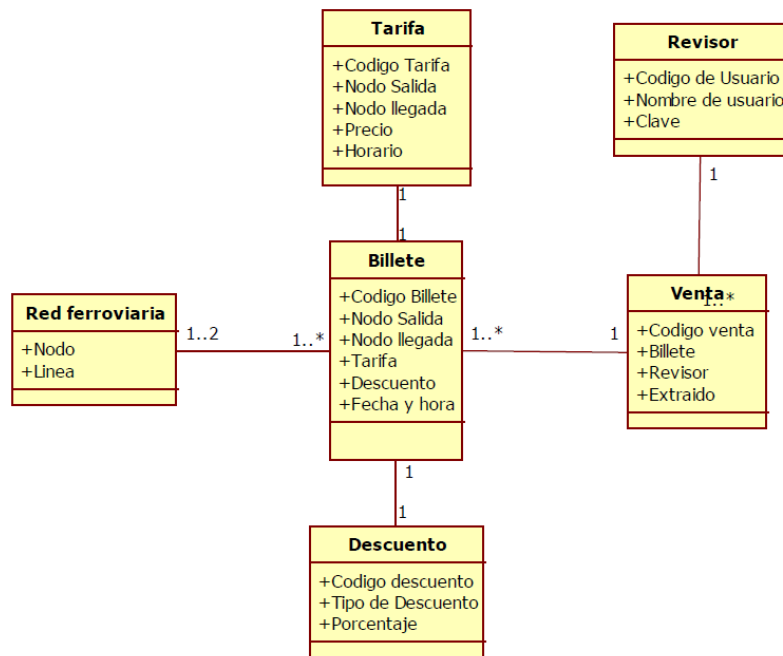 Tarifa
+Codigo Tarifa
+Nodo Salida
+Nodo llegada
+Precio
+Horario
Revisor
+Codigo de Usuario
+Nombre de usuario
+Clave
1
1
1
1..*
Billete
+Codigo Billete
+Nodo Salida
+Nodo llegada
+Tarifa
+Descuento
+Fecha y hora
Red ferroviaria
+Nodo
+Linea
1..2
1..*
1..*
1
Venta
+Codigo venta
+Billete
+Revisor
+Extraido
1
1
Descuento
+Codigo descuento
+Tipo de Descuento
+Porcentaje